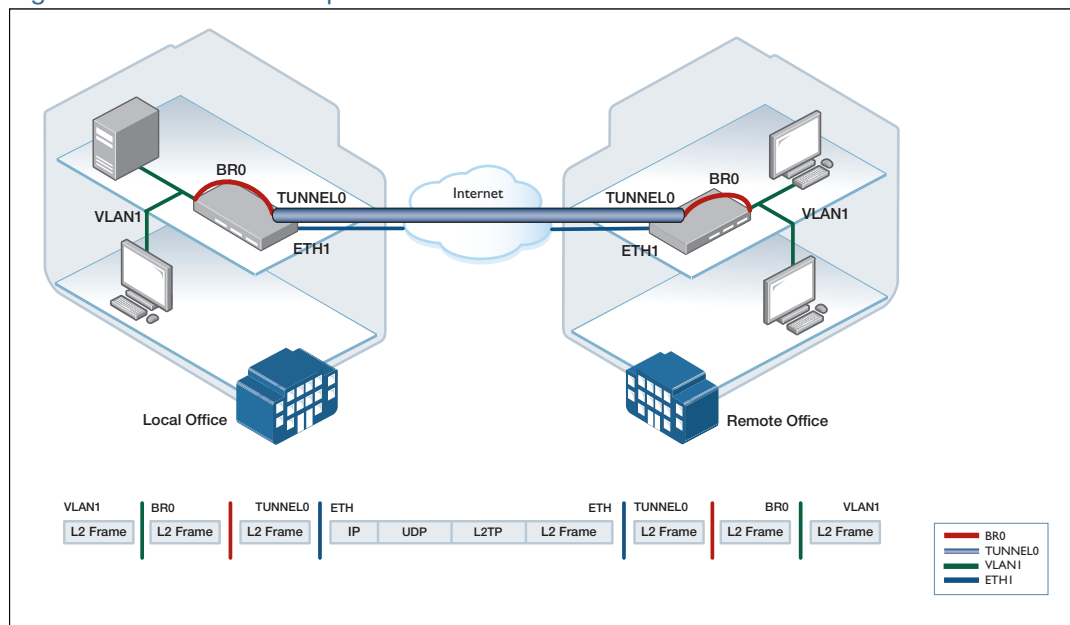 BR0
TUNNEL0
Internet
TUNNEL0
BR0
VLAN1
VLAN1
ETH1
ETH1
Local Office
Remote Office
VLAN1 BR0 TUNNEL0 ETH ETH TUNNEL0 BR0 VLAN1
L2 Frame L2 Frame L2 Frame IP UDP L2TP L2 Frame L2 Frame L2 Frame L2 Frame
BR0
TUNNEL0
VLAN1
ETH1